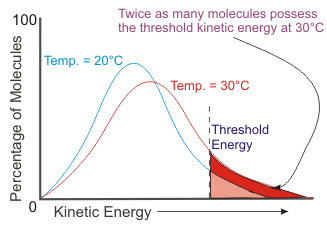 Twice as many molecules possess
the threshold kinetic energy at 30°C
100
Percentage of Molecules
Temp. = 20°C
Temp. = 30°C
Threshold
Energy
0
Kinetic Energy